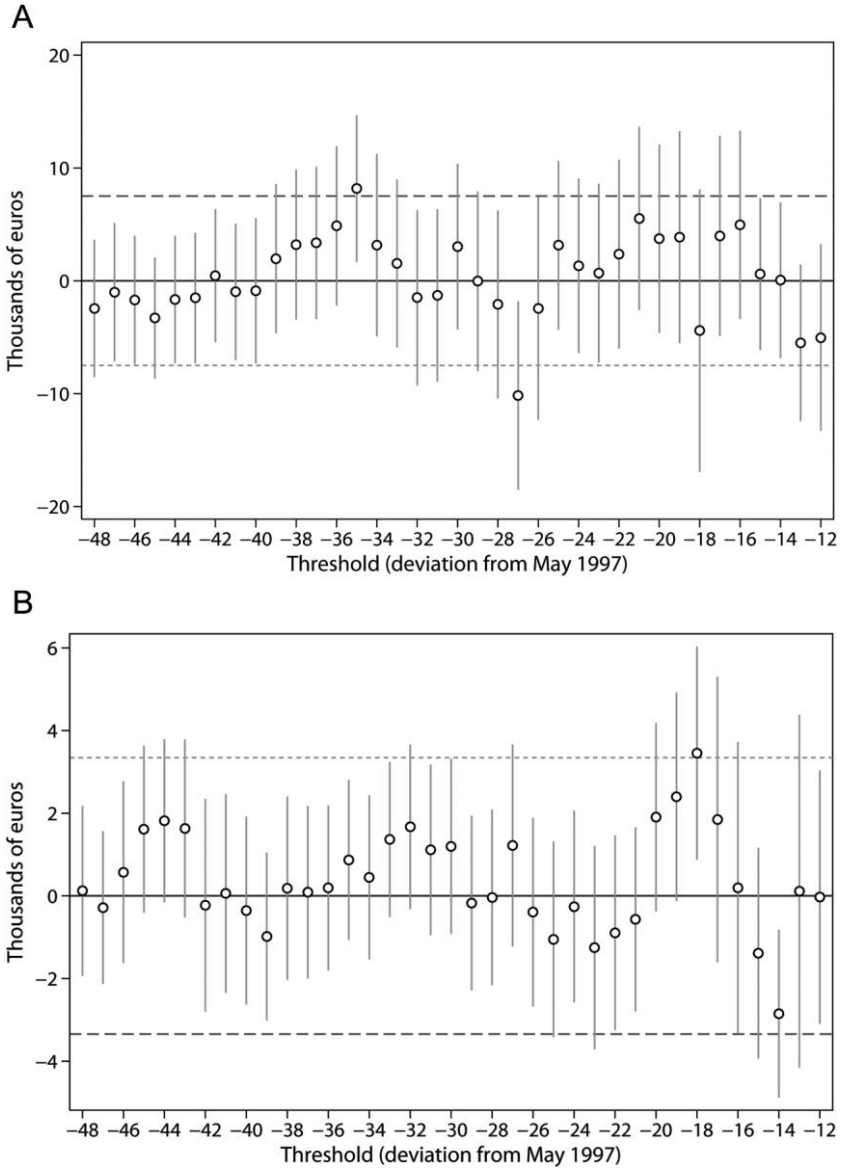 A
20
10
0
−10
−20
Thousands of euros
−48 −46 −44 −42 −40 −38 −36 −34 −32 −30 −28 −26 −24 −22 −20 −18 −16 −14 −12
Threshold (deviation from May 1997)
B
6
4
2
0
−2
−4
Thousands of euros
−48 −46 −44 −42 −40 −38 −36 −34 −32 −30 −28 −26 −24 −22 −20 −18 −16 −14 −12
Threshold (deviation from May 1997)